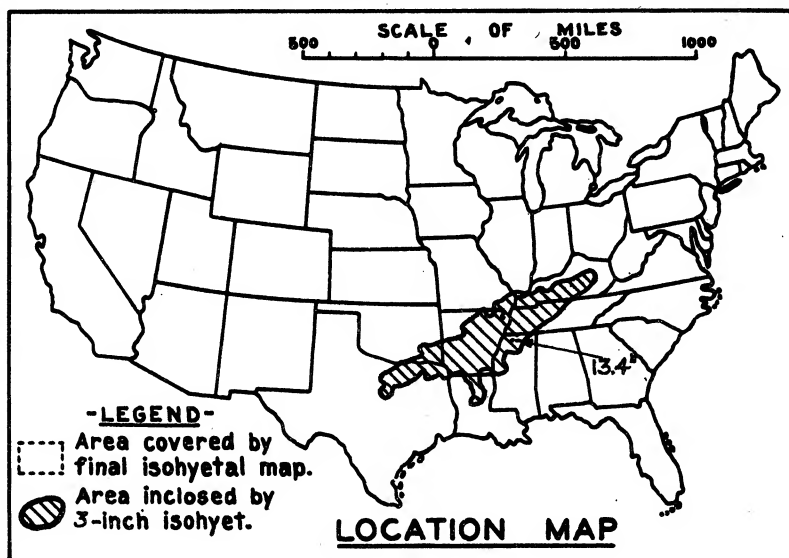 SCALE OF MILES
500 0 500 1000
13.4"
-LEGEND-
Area covered by
final isohyetal map.
Area inclosed by
3-inch isohyet.
LOCATION MAP